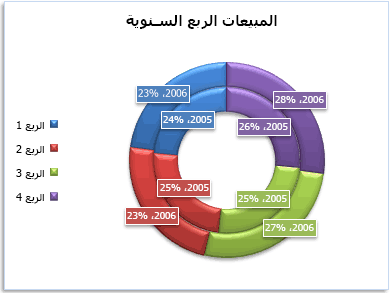 المبيعات الربع السنوية
2006، 23%
2006، 28%
2005، 24%
2005، 26%
الربع 1
الربع 2
الربع 3
الربع 4
2005، 25%
2005، 25%
2006، 23%
2006، 27%